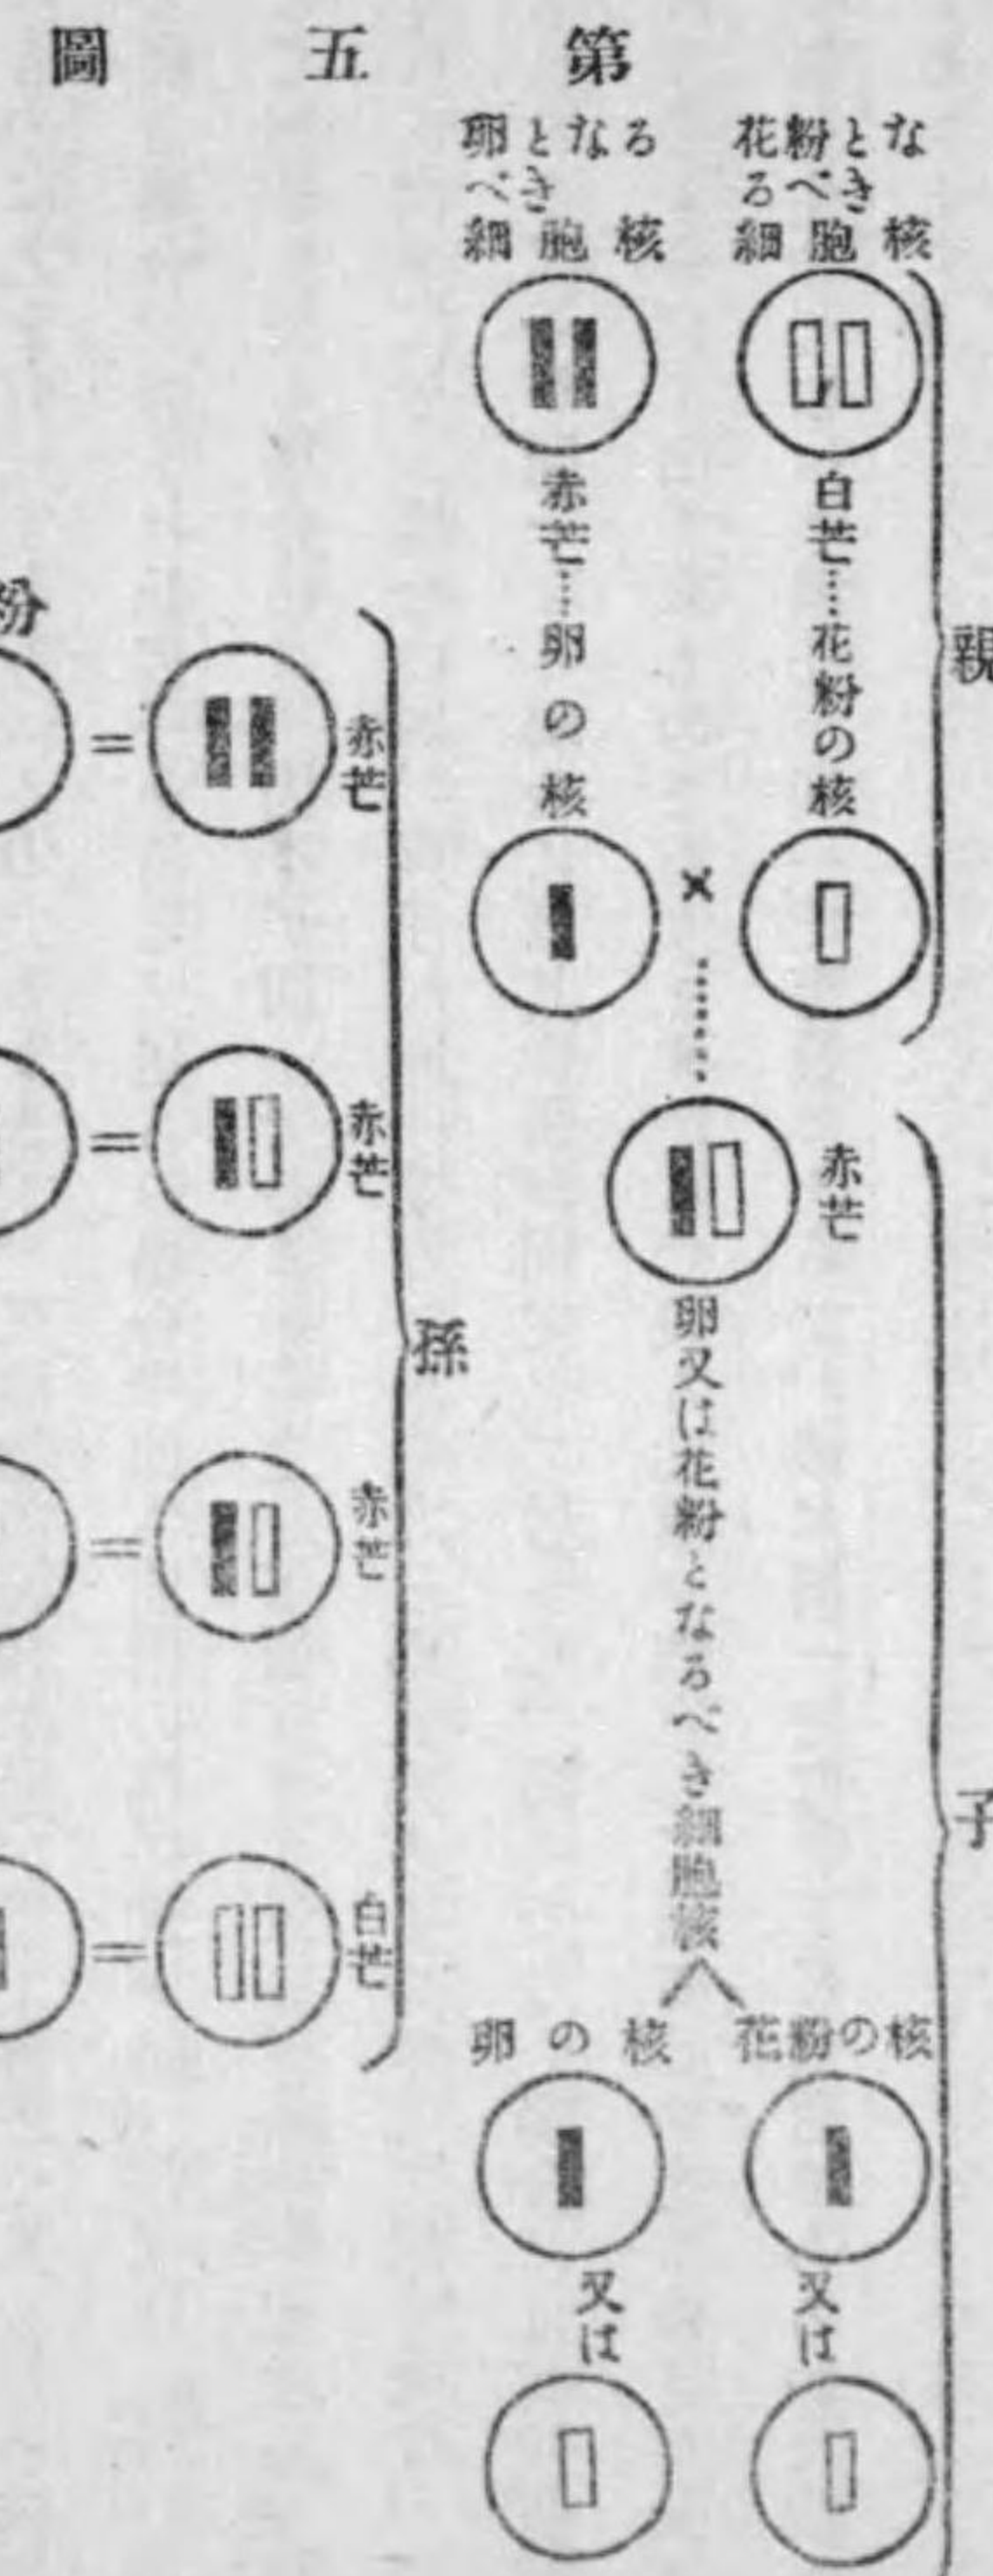 第五圖
親
花粉とな
るべき
細胞核
白芒……花粉の核
卵となる
べき
細胞核
赤芒……卵の核
×
子
赤芒
卵又は花粉となるべき細胞核
花粉の核
又は
卵の核
又は
孫
赤芒
=
赤芒
=
赤芒
=
白芒
=
粉